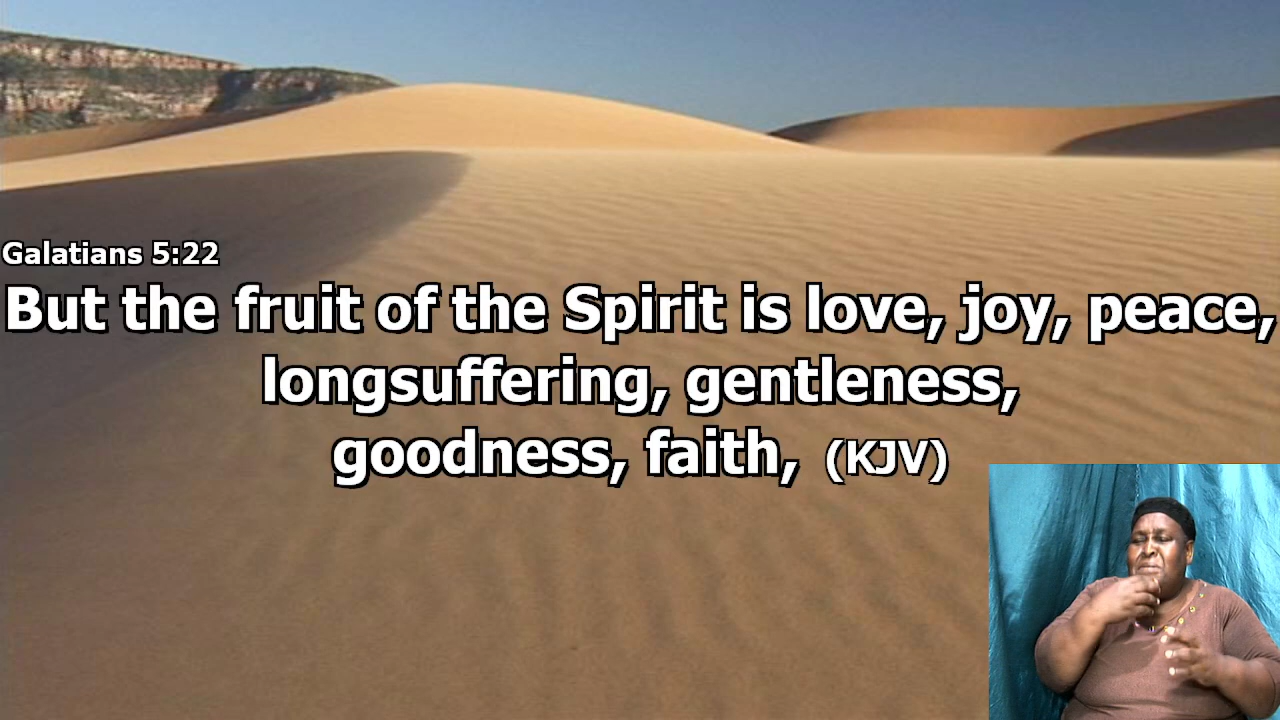 Galatians 5:22
But the fruit of the Spirit is love, joy, peace,
longsuffering, gentleness,
goodness, faith, (KJV)